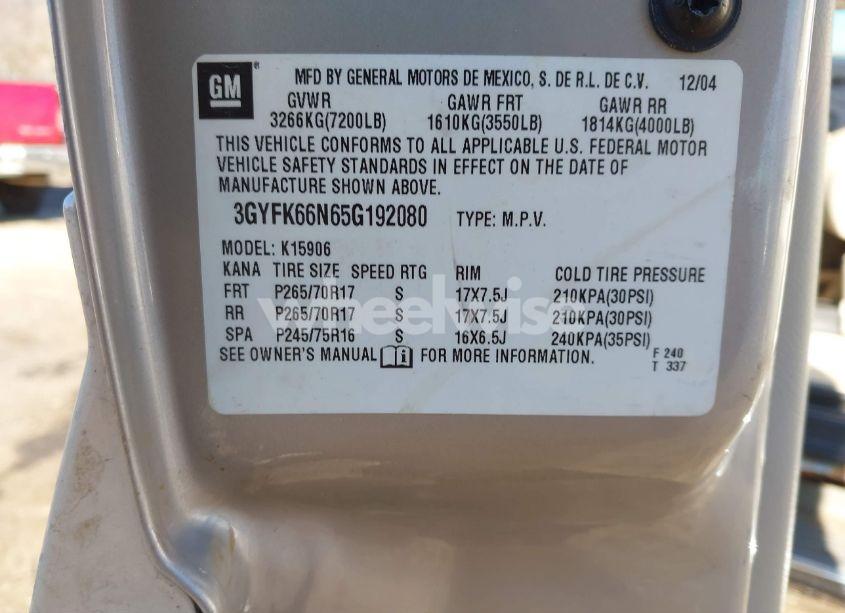 GM ® MFD BY GENERAL MOTORS DE MEXICO, S. DE R.L. DE C.V. 12/04
GVWR GAWR FRT GAWR RR
3266KG(7200LB) 1610KG(3550LB) 1814KG(4000LB)
THIS VEHICLE CONFORMS TO ALL APPLICABLE U.S. FEDERAL MOTOR
VEHICLE SAFETY STANDARDS IN EFFECT ON THE DATE OF
MANUFACTURE SHOWN ABOVE.
3GYFK66N65G192080 TYPE: M.P.V.
MODEL: K15906
KANA TIRE SIZE SPEED RTG RIM COLD TIRE PRESSURE
FRT P265/70R17 S 17X7.5J 210KPA(30PSI)
RR P265/70R17 S 17X7.5J 210KPA(30PSI)
SPA P245/75R16 S 16X6.5J 240KPA(35PSI)
SEE OWNER'S MANUAL FOR MORE INFORMATION.
F 240
T 337